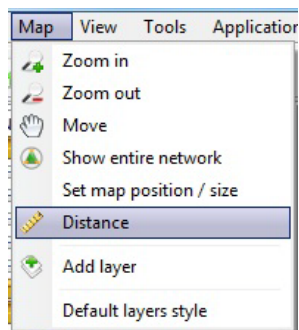 Map View Tools Application
Zoom in
Zoom out
Move
Show entire network
Set map position / size
Distance
Add layer
Default layers style